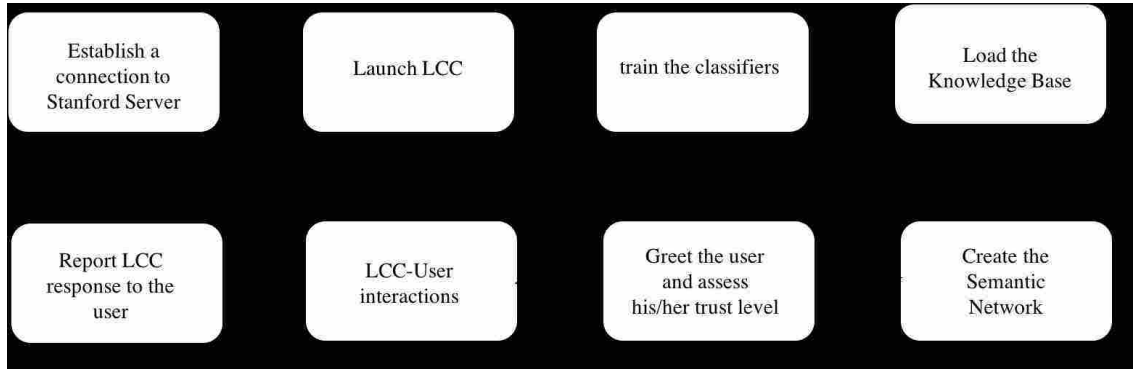 Establish a
connection to
Stanford Server
Launch LCC
train the classifiers
Load the
Knowledge Base
Report LCC
response to the
user
LCC-User
interactions
Greet the user
and assess
his/her trust level
Create the
Semantic
Network